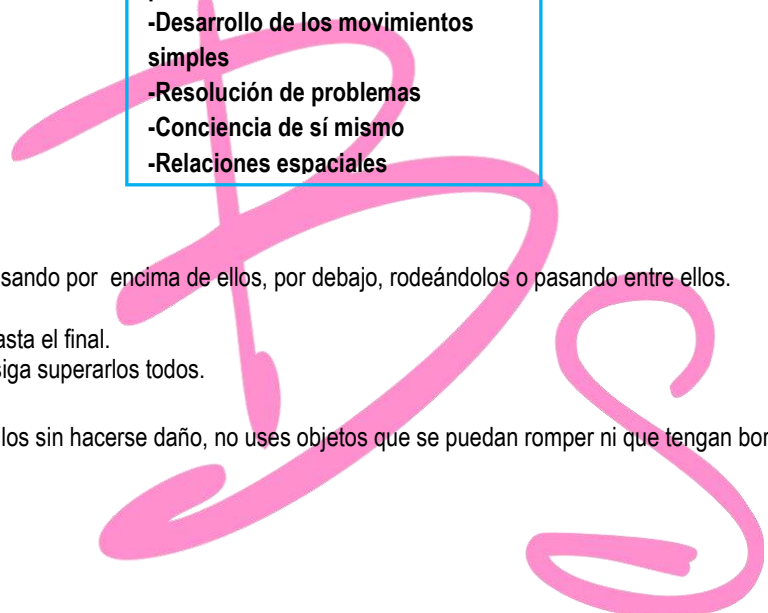 -Desarrollo de los movimientos
simples
-Resolución de problemas
-Conciencia de sí mismo
-Relaciones espaciales
sando por encima de ellos, por debajo, rodeándolos o pasando entre ellos.
asta el final.
siga superarlos todos.
los sin hacerse daño, no uses objetos que se puedan romper ni que tengan bor
BS